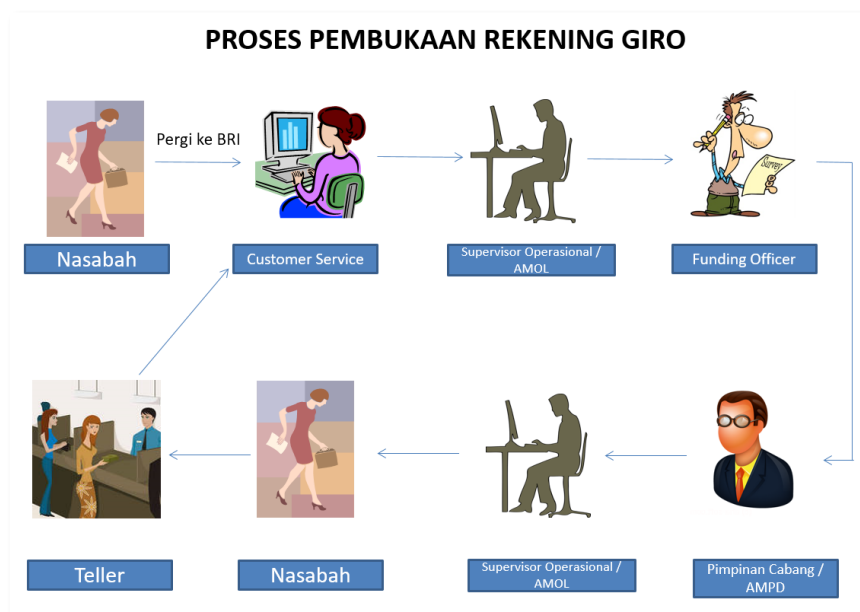 PROSES PEMBUKAAN REKENING GIRO
Pergi ke BRI
Survey
Nasabah
Customer Service
Supervisor Operasional /
AMOL
Funding Officer
Teller
Nasabah
Supervisor Operasional /
AMOL
Pimpinan Cabang /
AMPD